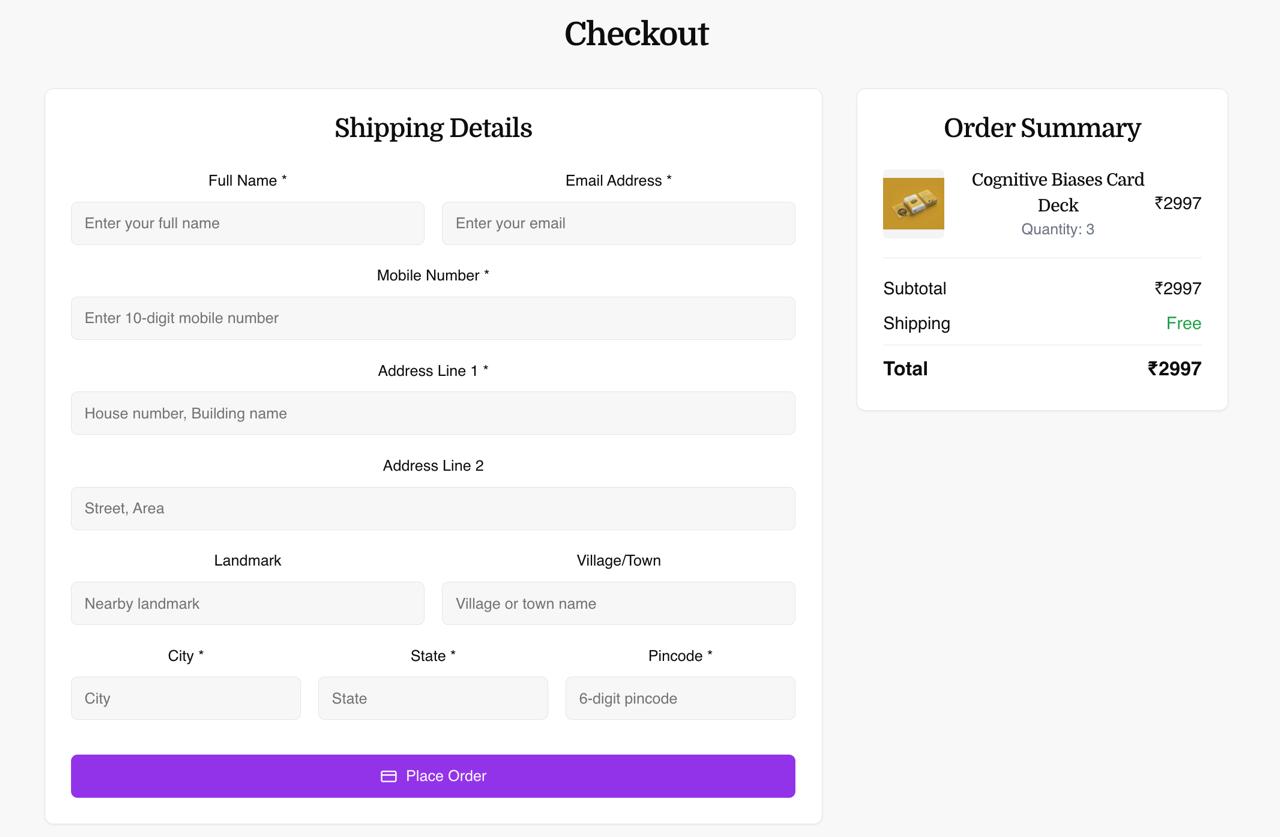 Checkout
Shipping Details
Full Name *
Email Address *
Enter your full name
Enter your email
Mobile Number *
Enter 10-digit mobile number
Address Line 1 *
House number, Building name
Address Line 2
Street, Area
Landmark
Village/Town
Nearby landmark
Village or town name
City *
State *
Pincode *
City
State
6-digit pincode
Place Order
Order Summary
Cognitive Biases Card
Deck
₹2997
Quantity: 3
Subtotal ₹2997
Shipping Free
Total ₹2997